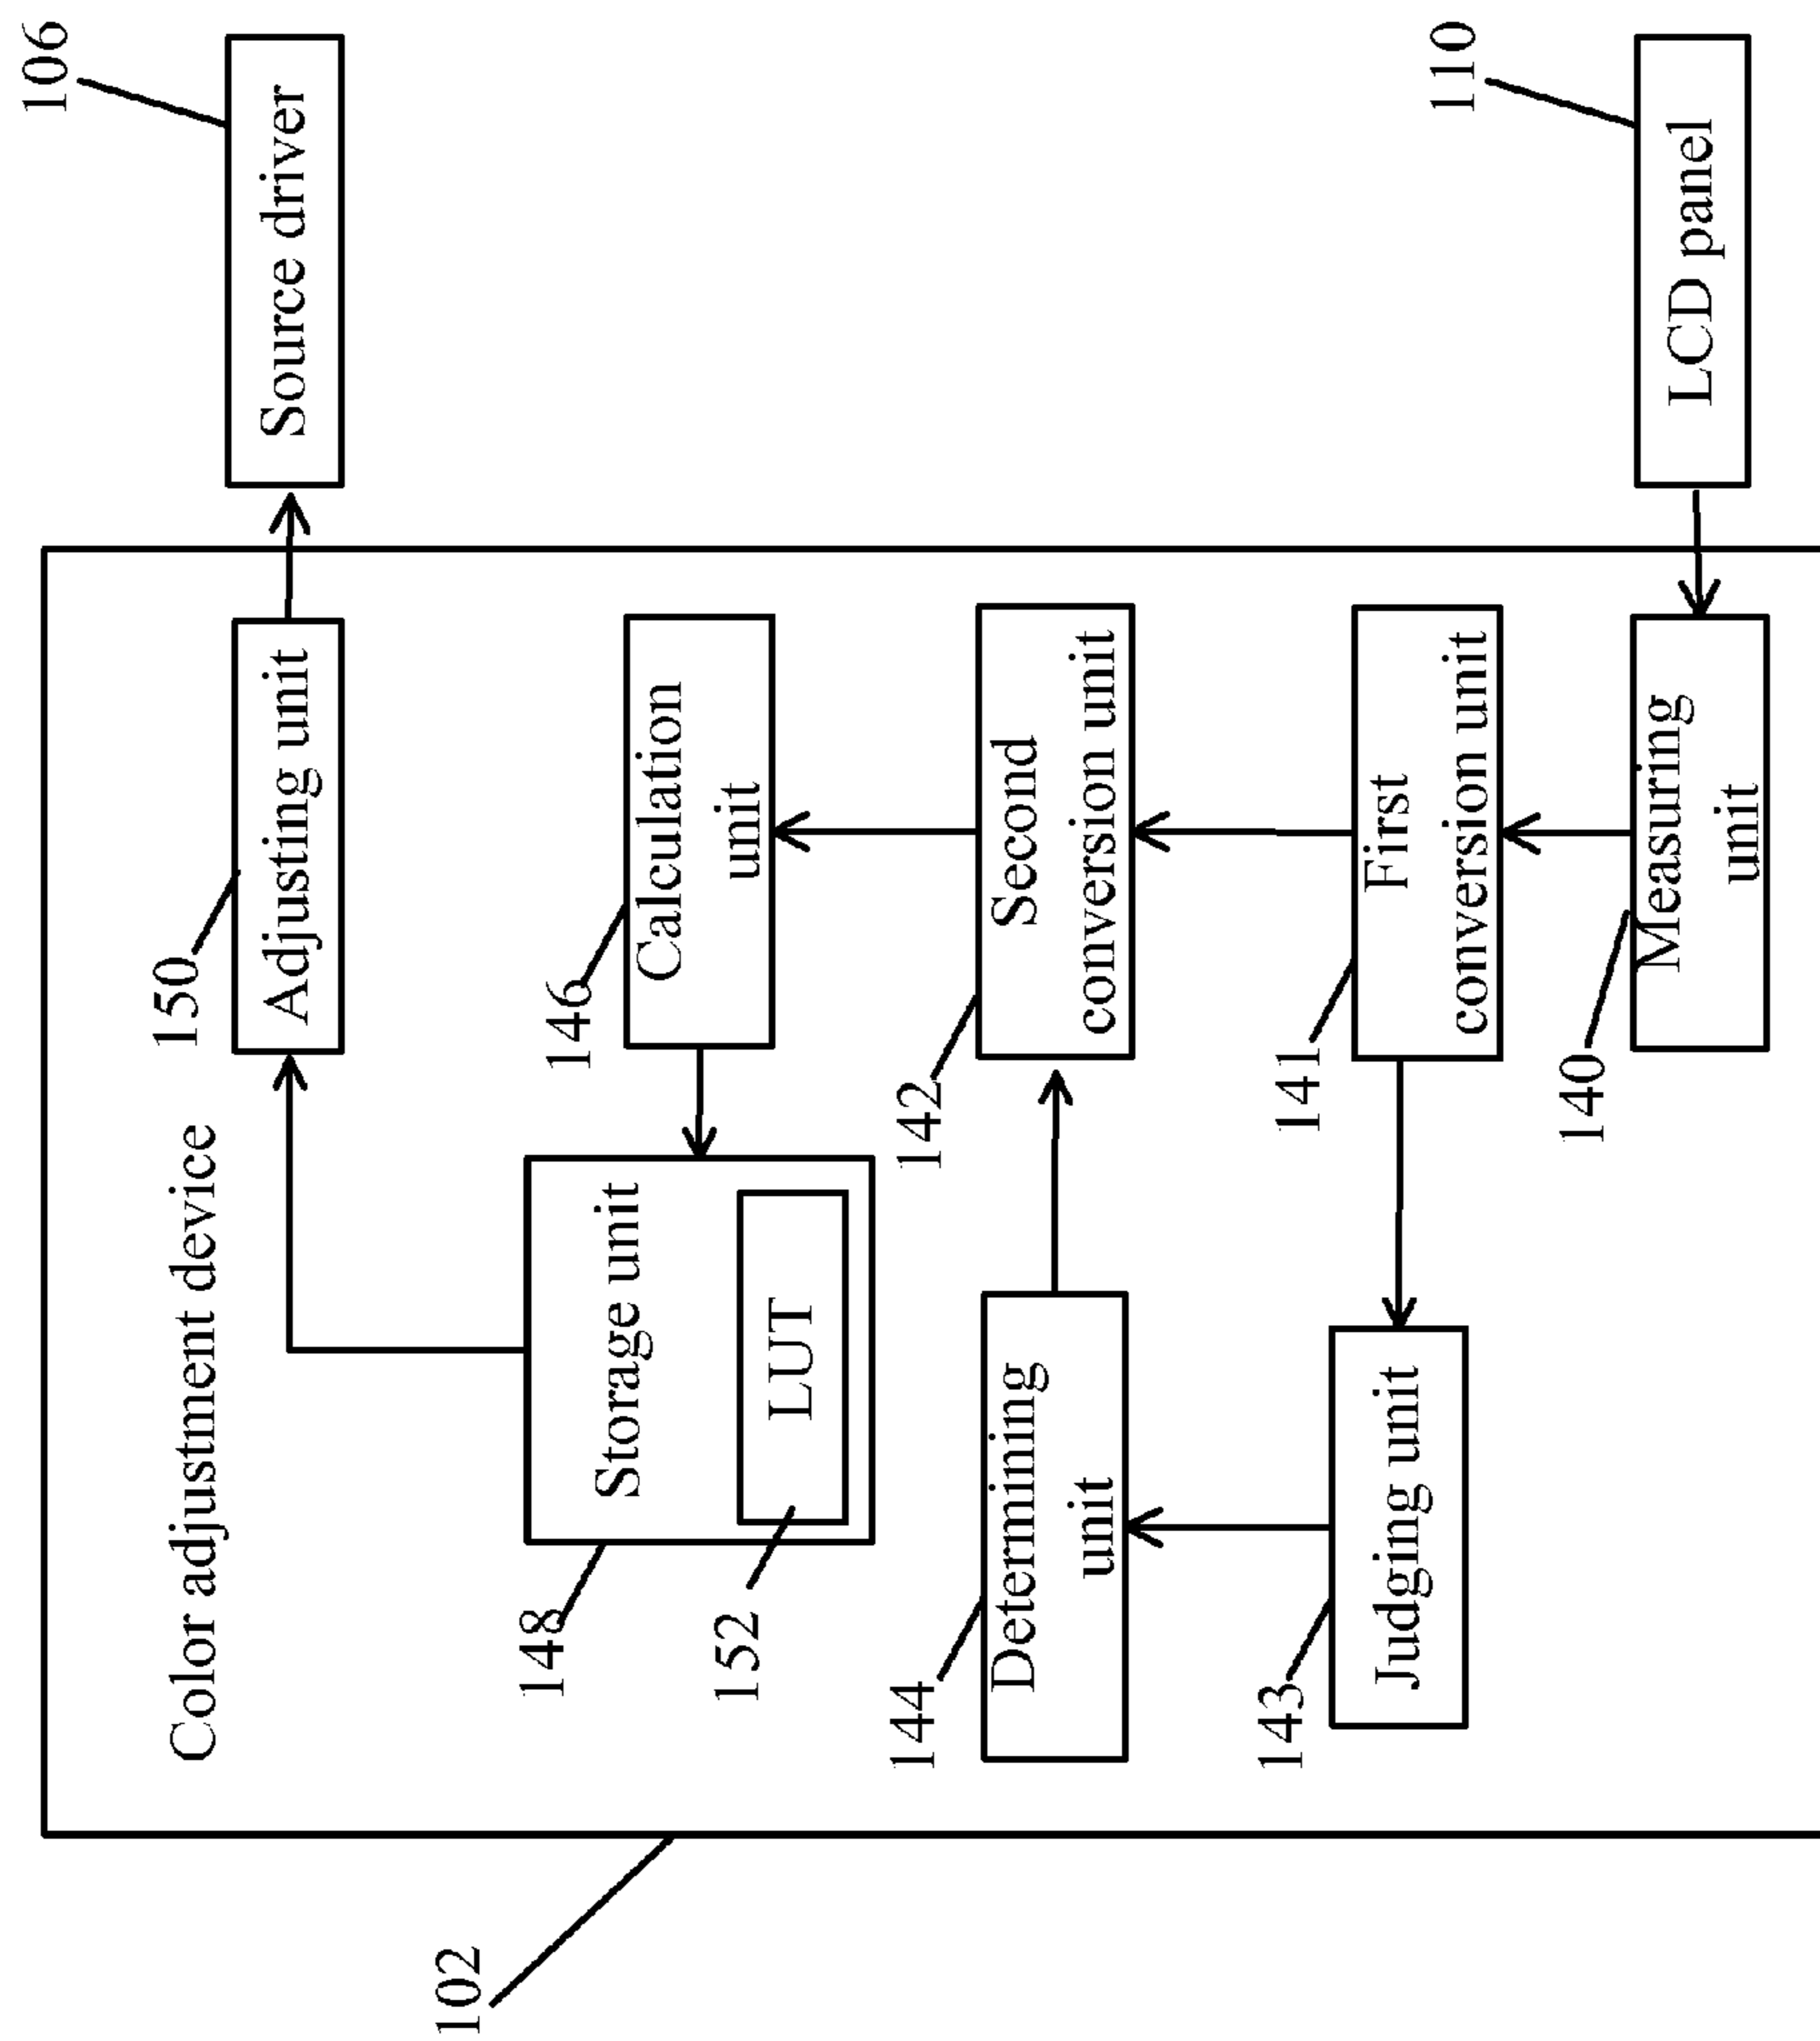 102
Color adjustment device
148
Storage unit
152
LUT
150
Adjusting unit
106
Source driver
146
Calculation
unit
144
Determining
unit
142
Second
conversion unit
143
Judging unit
141
First
conversion unit
140
Measuring
unit
110
LCD panel